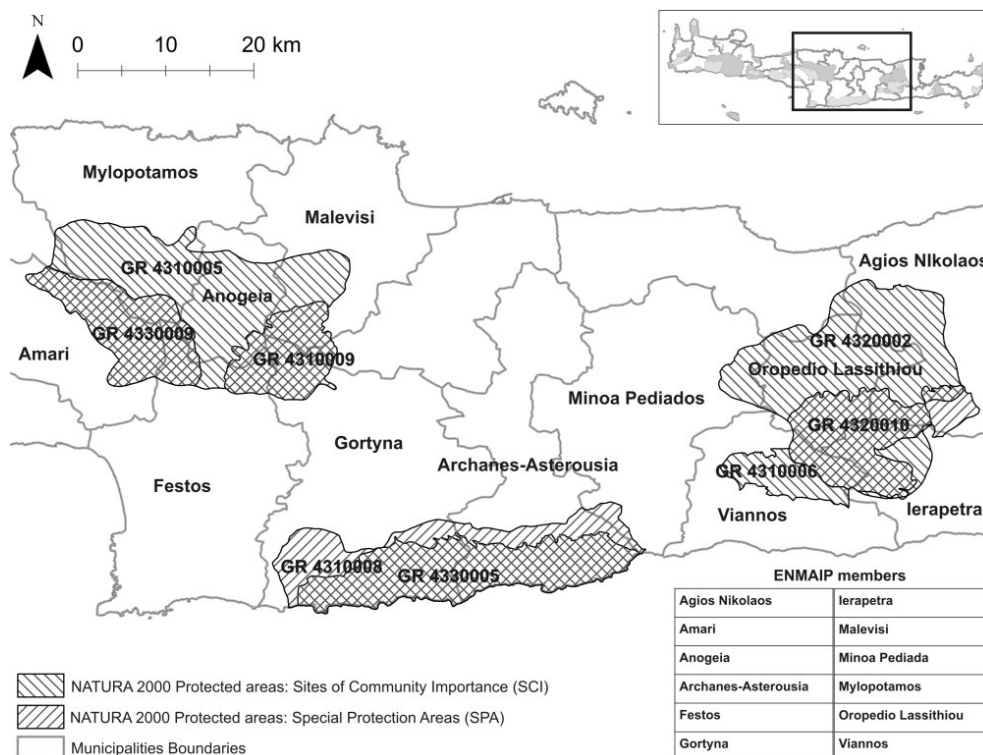 N
0 10 20 km
Mylopotamos
Malevisi
GR 4310005
Agios NIkolaos
Anogeia
GR 4330009
GR 4320002
Amari
GR 4310009
Oropedio Lassithiou
Minoa Pediados
GR 4320010
Gortyna
Archanes-Asterousia
GR 4310006
Festos
Viannos
Ierapetra
GR 4310008
GR 4330005
ENMAIP members
Agios Nikolaos Ierapetra
Amari Malevisi
Anogeia Minoa Pediada
Archanes-Asterousia Mylopotamos
Festos Oropedio Lassithiou
Gortyna Viannos
NATURA 2000 Protected areas: Sites of Community Importance (SCI)
NATURA 2000 Protected areas: Special Protection Areas (SPA)
Municipalities Boundaries